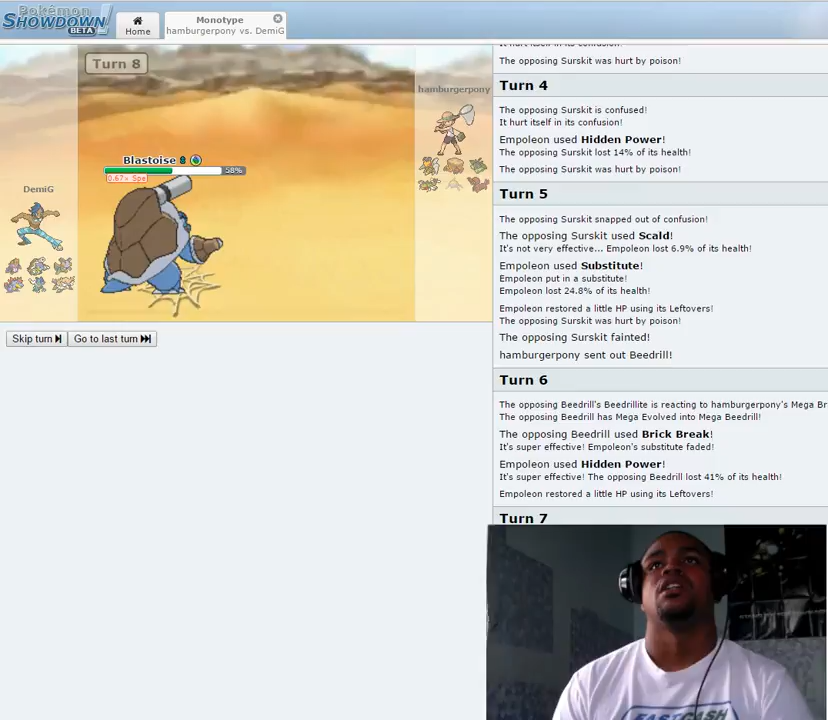 Pokémon
SHOWDOWN!
BETA
Home
Monotype
hamburgerpony vs. DemiG
Turn 8
hamburgerpony
Blastoise
58%
0.67× Spe
DemiG
Skip turn
Go to last turn
It hurt itself in its confusion!
The opposing Surskit was hurt by poison!
Turn 4
The opposing Surskit is confused!
It hurt itself in its confusion!
Empoleon used Hidden Power!
The opposing Surskit lost 14% of its health!
The opposing Surskit was hurt by poison!
Turn 5
The opposing Surskit snapped out of confusion!
The opposing Surskit used Scald!
It's not very effective... Empoleon lost 6.9% of its health!
Empoleon used Substitute!
Empoleon put in a substitute!
Empoleon lost 24.8% of its health!
Empoleon restored a little HP using its Leftovers!
The opposing Surskit was hurt by poison!
The opposing Surskit fainted!
hamburgerpony sent out Beedrill!
Turn 6
The opposing Beedrill's Beedrillite is reacting to hamburgerpony's Mega Br
The opposing Beedrill has Mega Evolved into Mega Beedrill!
The opposing Beedrill used Brick Break!
It's super effective! Empoleon's substitute faded!
Empoleon used Hidden Power!
It's super effective! The opposing Beedrill lost 41% of its health!
Empoleon restored a little HP using its Leftovers!
Turn 7